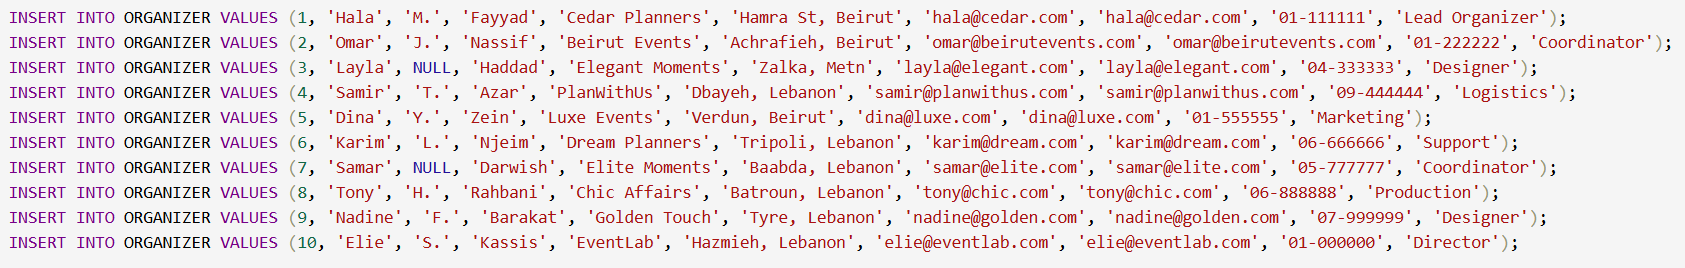 INSERT INTO ORGANIZER VALUES (1, 'Hala', 'M.', 'Fayyad', 'Cedar Planners', 'Hamra St, Beirut', 'hala@cedar.com', 'hala@cedar.com', '01-111111', 'Lead Organizer');
INSERT INTO ORGANIZER VALUES (2, 'Omar', 'J.', 'Nassif', 'Beirut Events', 'Achrafieh, Beirut', 'omar@beirutevents.com', 'omar@beirutevents.com', '01-222222', 'Coordinator');
INSERT INTO ORGANIZER VALUES (3, 'Layla', NULL, 'Haddad', 'Elegant Moments', 'Zalka, Metn', 'layla@elegant.com', 'layla@elegant.com', '04-333333', 'Designer');
INSERT INTO ORGANIZER VALUES (4, 'Samir', 'T.', 'Azar', 'PlanWithUs', 'Dbayeh, Lebanon', 'samir@planwithus.com', 'samir@planwithus.com', '09-444444', 'Logistics');
INSERT INTO ORGANIZER VALUES (5, 'Dina', 'Y.', 'Zein', 'Luxe Events', 'Verdun, Beirut', 'dina@luxe.com', 'dina@luxe.com', '01-555555', 'Marketing');
INSERT INTO ORGANIZER VALUES (6, 'Karim', 'L.', 'Njeim', 'Dream Planners', 'Tripoli, Lebanon', 'karim@dream.com', 'karim@dream.com', '06-666666', 'Support');
INSERT INTO ORGANIZER VALUES (7, 'Samar', NULL, 'Darwish', 'Elite Moments', 'Baabda, Lebanon', 'samar@elite.com', 'samar@elite.com', '05-777777', 'Coordinator');
INSERT INTO ORGANIZER VALUES (8, 'Tony', 'H.', 'Rahbani', 'Chic Affairs', 'Batroun, Lebanon', 'tony@chic.com', 'tony@chic.com', '06-888888', 'Production');
INSERT INTO ORGANIZER VALUES (9, 'Nadine', 'F.', 'Barakat', 'Golden Touch', 'Tyre, Lebanon', 'nadine@golden.com', 'nadine@golden.com', '07-999999', 'Designer');
INSERT INTO ORGANIZER VALUES (10, 'Elie', 'S.', 'Kassis', 'EventLab', 'Hazmieh, Lebanon', 'elie@eventlab.com', 'elie@eventlab.com', '01-000000', 'Director');